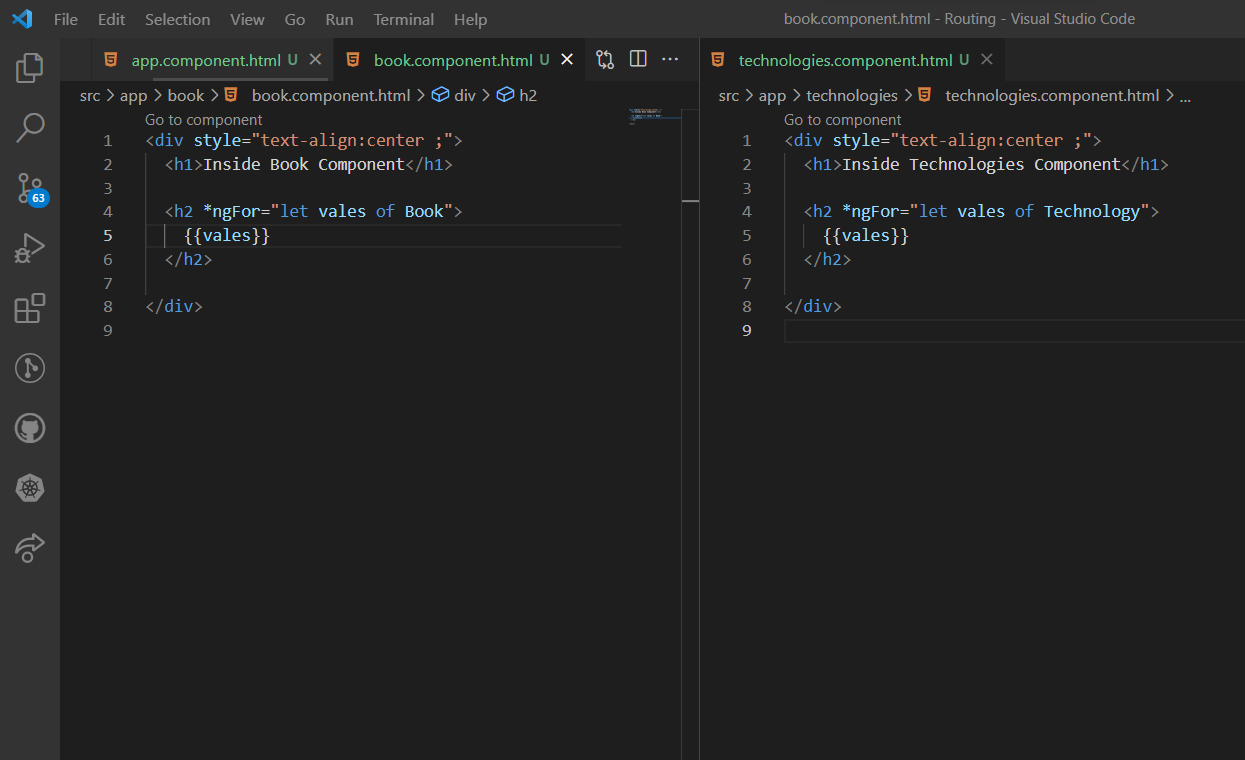 File Edit Selection View Go Run Terminal Help book.component.html - Routing - Visual Studio Code
app.component.html U book.component.html U
src > app > book > book.component.html > div > h2
Go to component
1 <div style="text-align:center ;">
2 <h1>Inside Book Component</h1>
3
4 <h2 *ngFor="let vales of Book">
5 {{vales}}
6 </h2>
7
8 </div>
9
technologies.component.html U
src > app > technologies > technologies.component.html > ...
Go to component
1 <div style="text-align:center ;">
2 <h1>Inside Technologies Component</h1>
3
4 <h2 *ngFor="let vales of Technology">
5 {{vales}}
6 </h2>
7
8 </div>
9
63